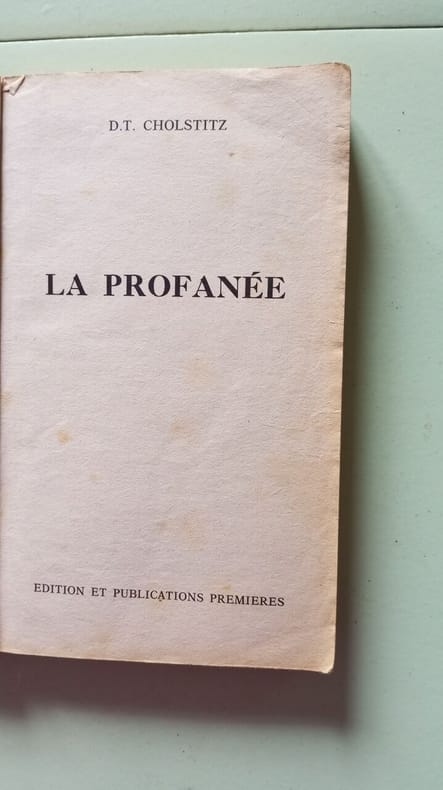 D.T. CHOLSTITZ
LA PROFANÉE
EDITION ET PUBLICATIONS PREMIERES